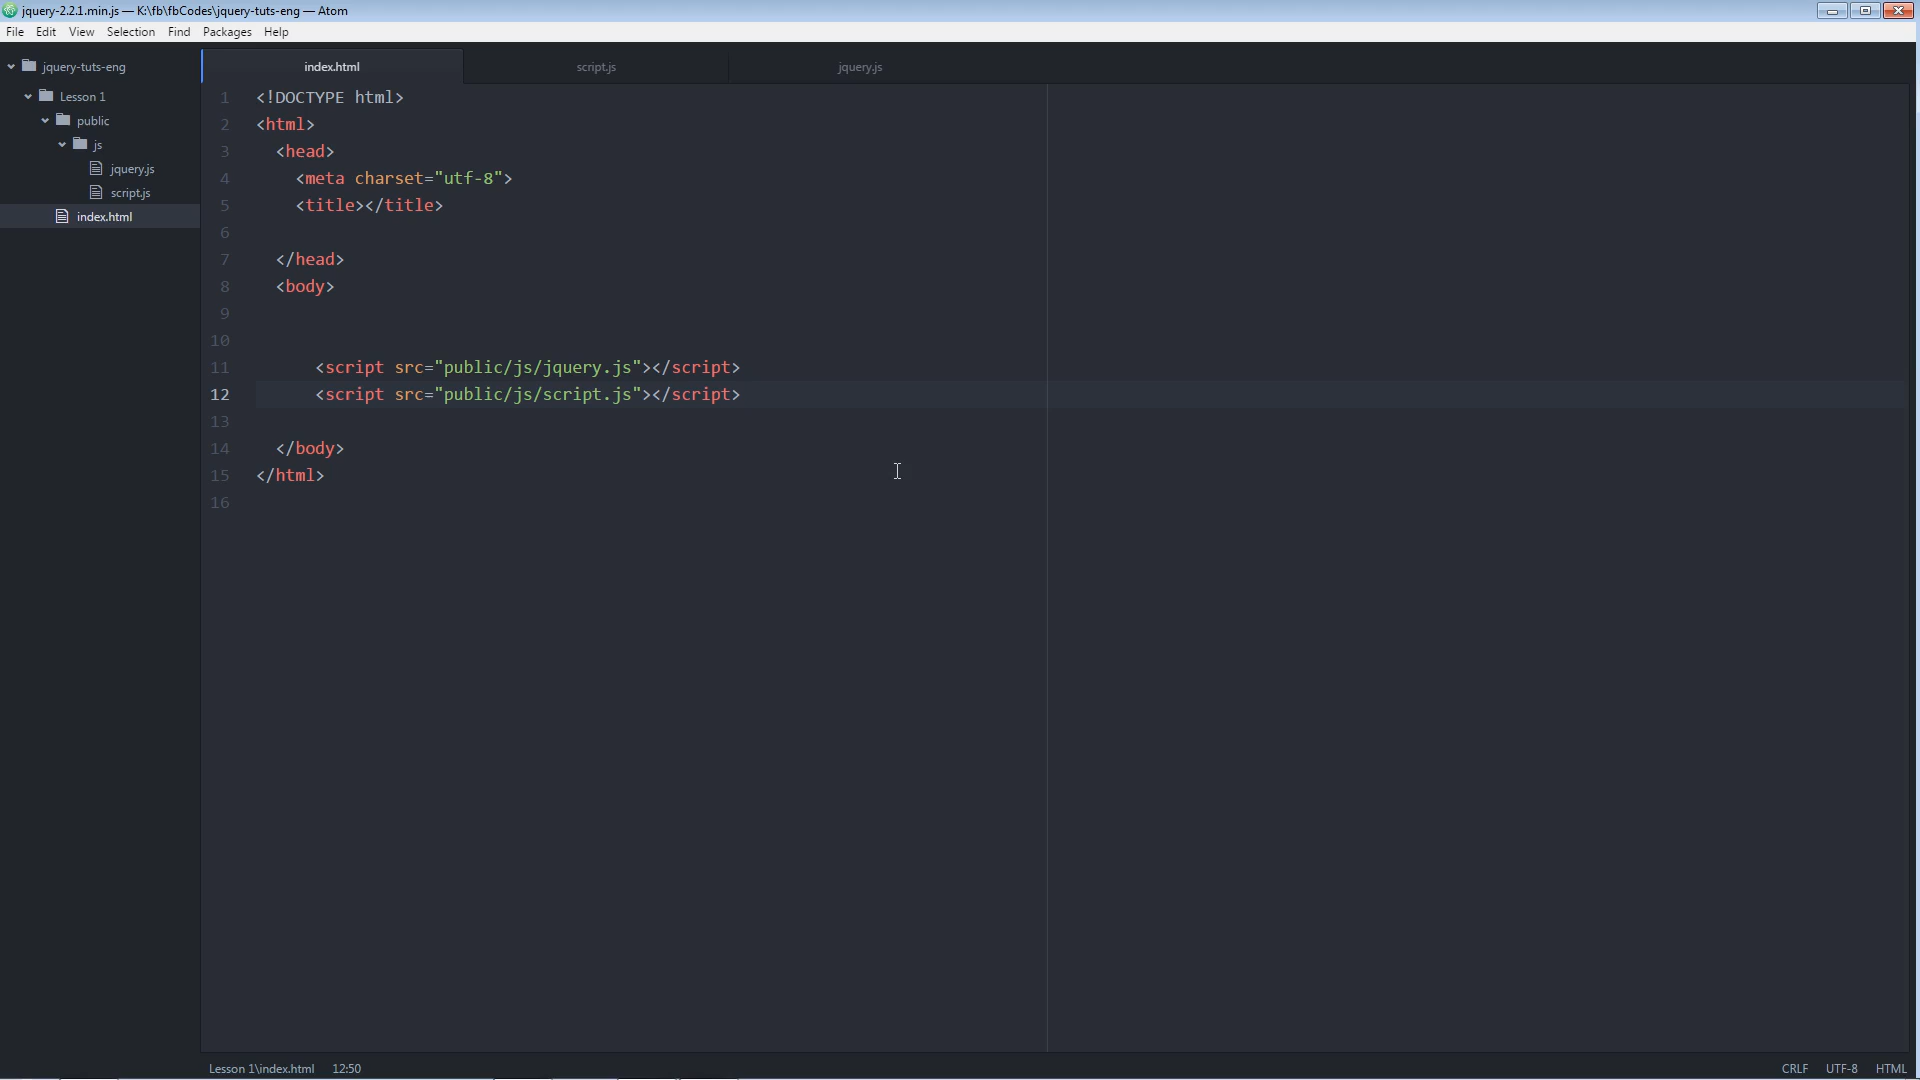 jquery-2.2.1.min.js — K:\fb\fbCodes\jquery-tuts-eng — Atom
File Edit View Selection Find Packages Help
jquery-tuts-eng
Lesson 1
public
js
jquery.js
script.js
index.html
index.html script.js jquery.js
1 <!DOCTYPE html>
2 <html>
3 <head>
4 <meta charset="utf-8">
5 <title></title>
6
7 </head>
8 <body>
9
10
11 <script src="public/js/jquery.js"></script>
12 <script src="public/js/script.js"></script>
13
14 </body>
15 </html>
16
Lesson 1\index.html 12:50 CRLF UTF-8 HTML